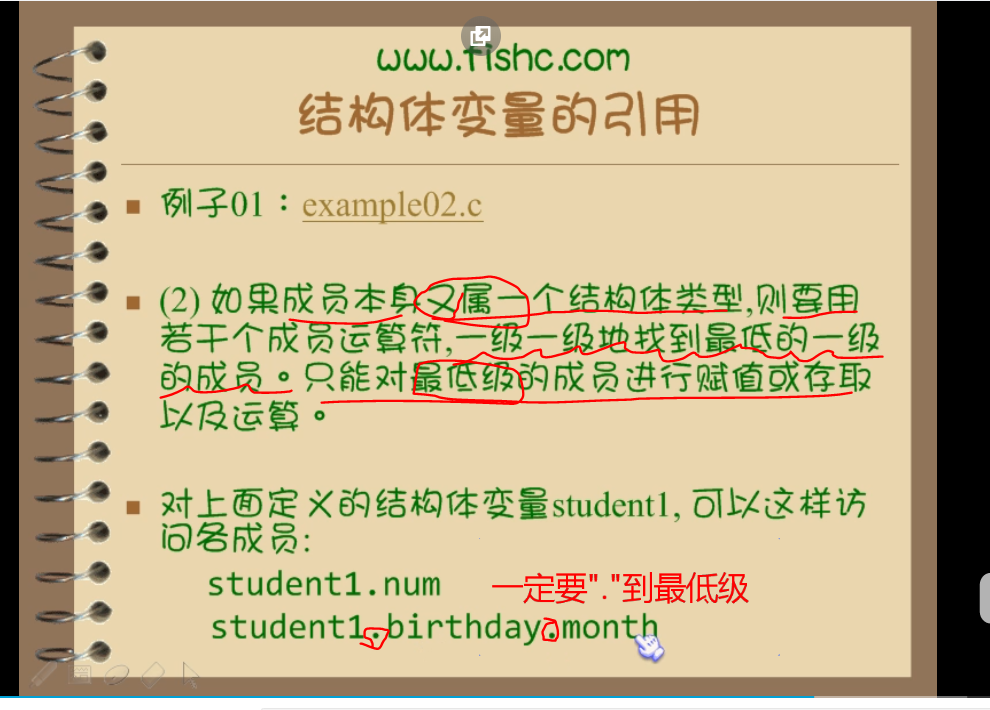 www.fishc.com
结构体变量的引用
例子01：example02.c
(2) 如果成员本身又属一个结构体类型,则要用
若干个成员运算符,一级一级地找到最低的一级
的成员。只能对最低级的成员进行赋值或存取
以及运算。
对上面定义的结构体变量student1, 可以这样访
问各成员:
student1.num
一定要"."到最低级
student1.birthday.month